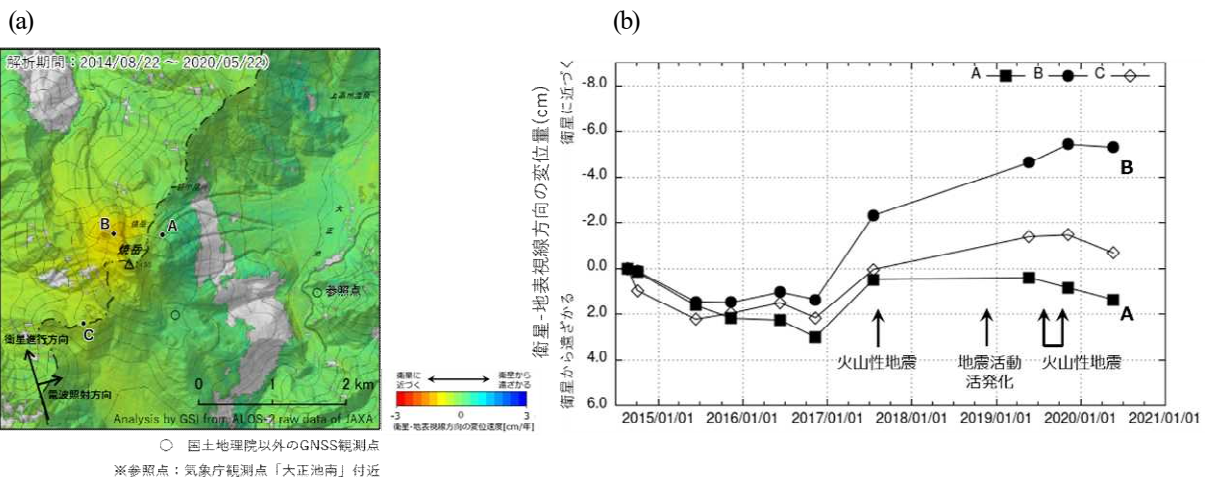 (a)
解析期間：2014/08/22 ～ 2020/05/22)
上高地温泉
大
正
池
B
A
焼岳
参照点
C
衛星進行方向
電波照射方向
0 1 2 km
Analysis by GSI from ALOS-2 raw data of JAXA
衛星に
近づく
衛星から
遠ざかる
-3 0 3
衛星-地表視線方向の変位速度[cm/年]
○ 国土地理院以外のGNSS観測点
※参照点：気象庁観測点「大正池南」付近
(b)
衛星-地表視線方向の変位量(cm)
衛星に近づく
衛星から遠ざかる
A B C
-8.0
-6.0
-4.0
-2.0
0.0
2.0
4.0
6.0
B
A
火山性地震
地震活動
活発化
火山性地震
2015/01/01 2016/01/01 2017/01/01 2018/01/01 2019/01/01 2020/01/01 2021/01/01